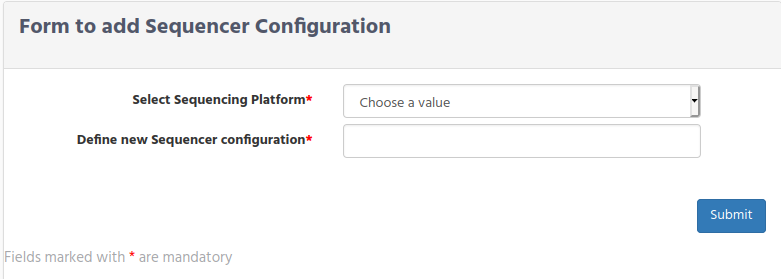 Form to add Sequencer Configuration
Select Sequencing Platform*
Choose a value
Define new Sequencer configuration*
Submit
Fields marked with * are mandatory